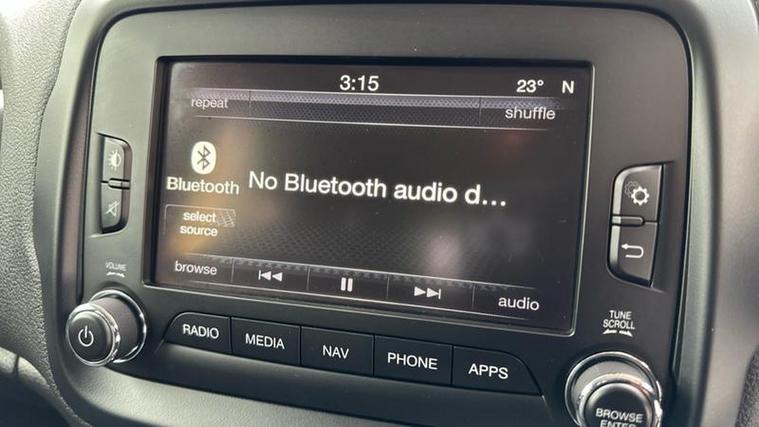 3:15
23° N
repeat
shuffle
Bluetooth
No Bluetooth audio d...
select
source
browse
audio
VOLUME
TUNE
SCROLL
RADIO
MEDIA
NAV
PHONE
APPS
BROWSE
ENTER